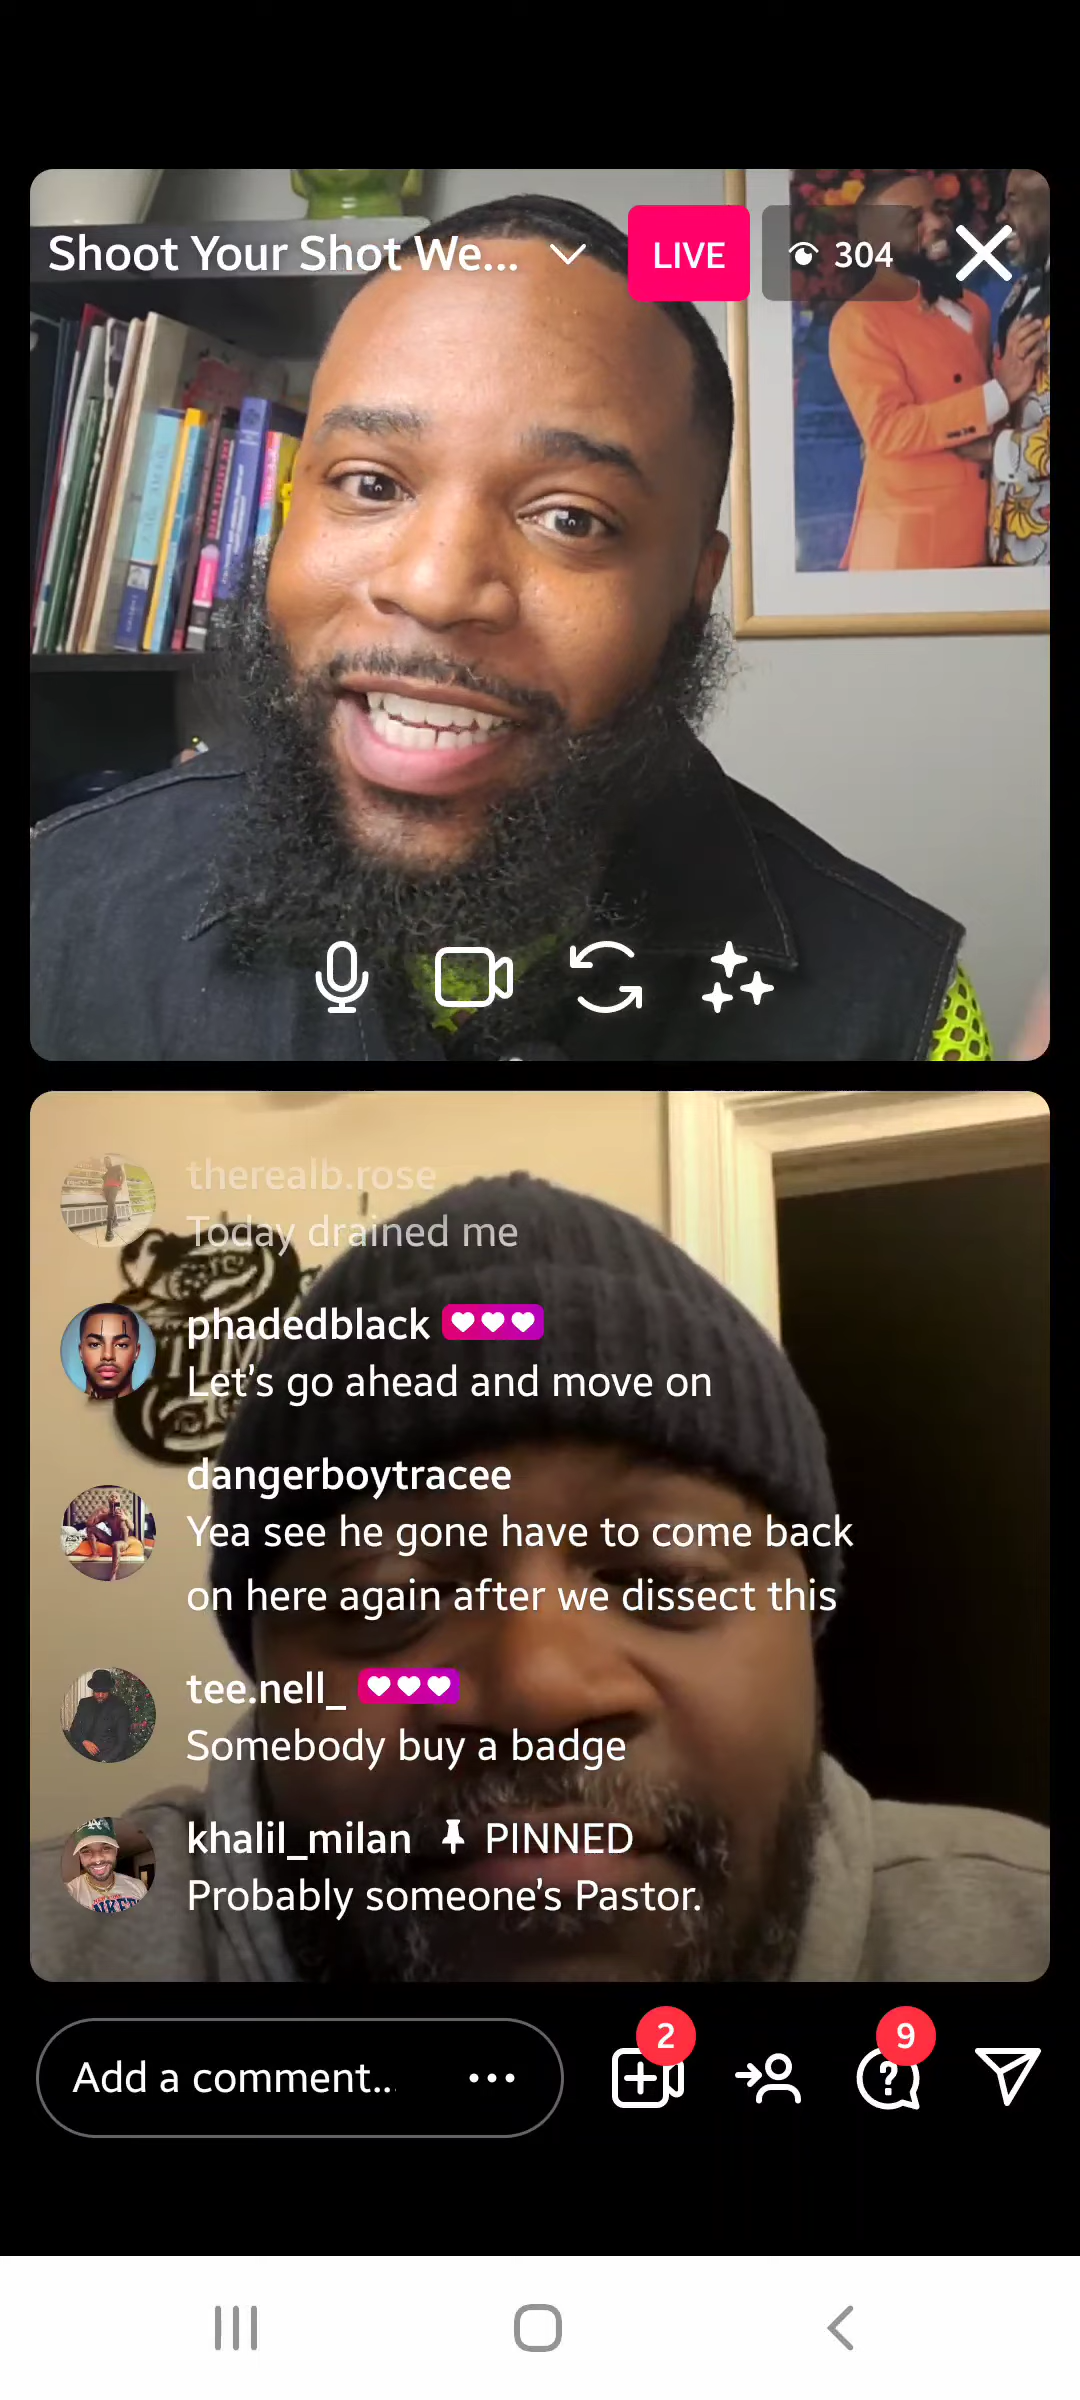 Shoot Your Shot We...
LIVE
304
therealb.rose
Today drained me
phadedblack
Let's go ahead and move on
dangerboytracee
Yea see he gone have to come back
on here again after we dissect this
tee.nell_
Somebody buy a badge
khalil_milan PINNED
Probably someone's Pastor.
Add a comment...
2
9